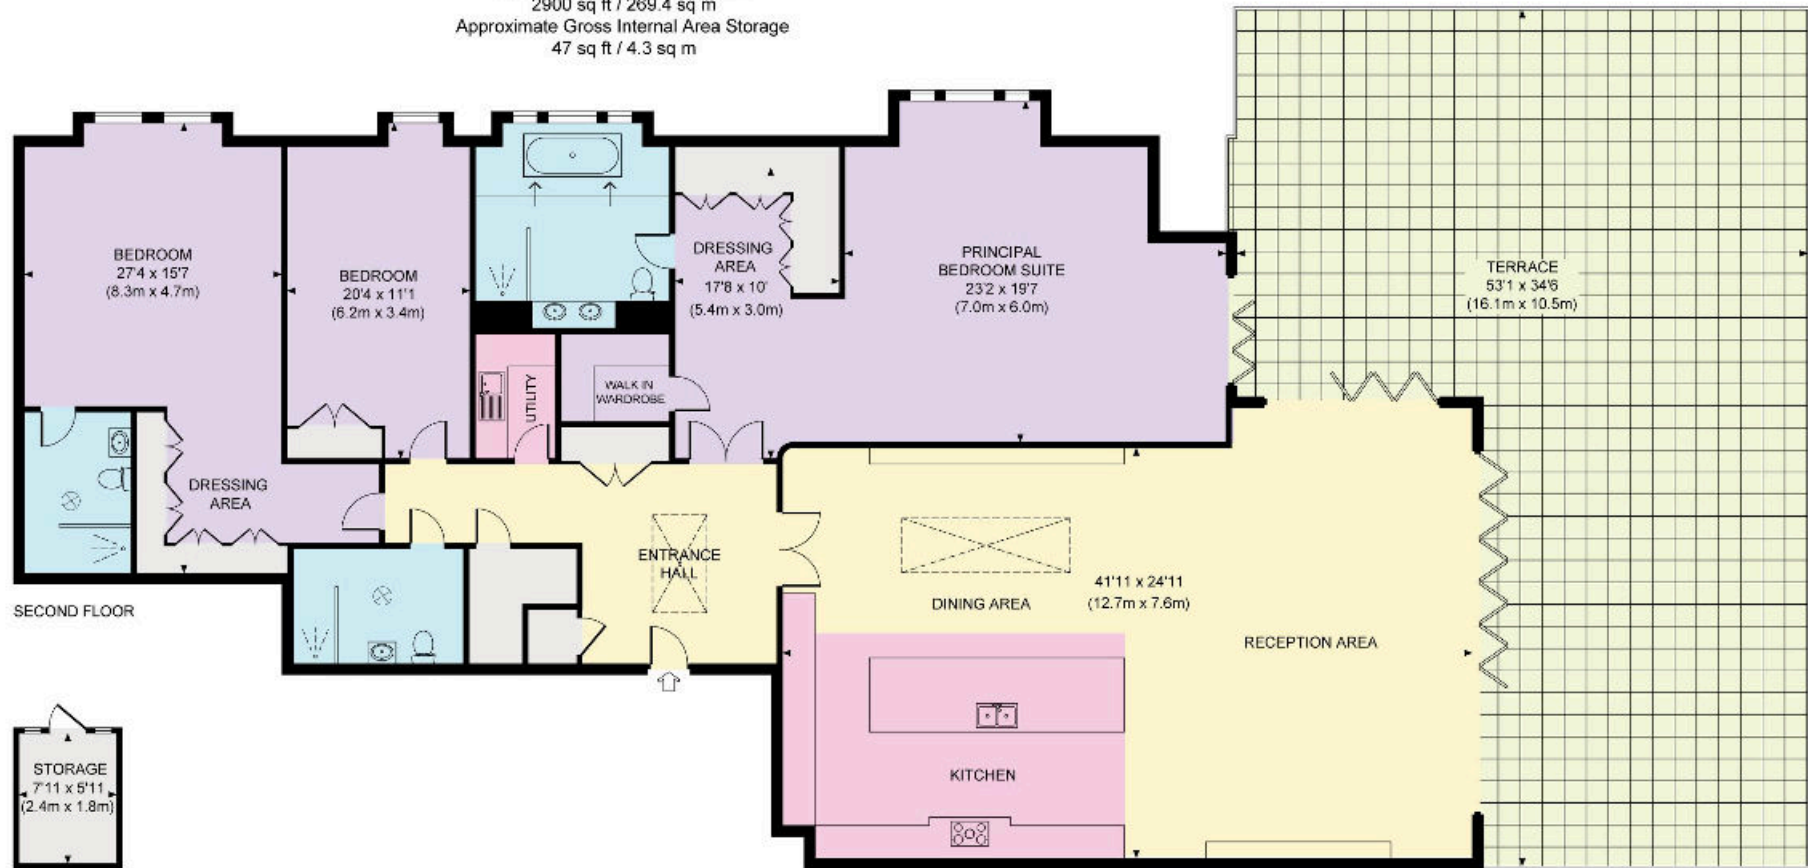 2900 sq ft / 269.4 sq m
Approximate Gross Internal Area Storage
47 sq ft / 4.3 sq m
BEDROOM
27'4 x 15'7
(8.3m x 4.7m)
BEDROOM
20'4 x 11'1
(6.2m x 3.4m)
DRESSING
AREA
17'8 x 10'
(5.4m x 3.0m)
PRINCIPAL
BEDROOM SUITE
23'2 x 19'7
(7.0m x 6.0m)
TERRACE
53'1 x 34'6
(16.1m x 10.5m)
UTILITY
WALK IN
WARDROBE
DRESSING
AREA
ENTRANCE
HALL
DINING AREA
41'11 x 24'11
(12.7m x 7.6m)
RECEPTION AREA
SECOND FLOOR
KITCHEN
STORAGE
7'11 x 5'11
(2.4m x 1.8m)